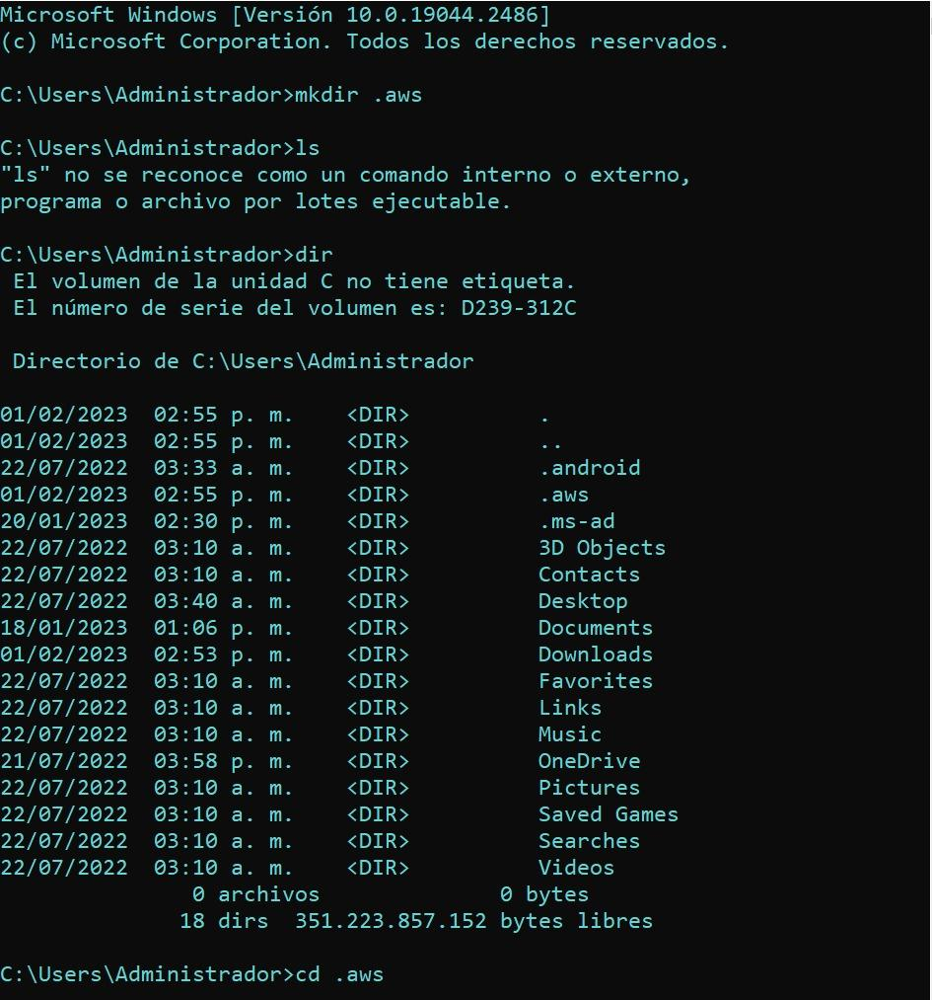 Microsoft Windows [Versión 10.0.19044.2486]
(c) Microsoft Corporation. Todos los derechos reservados.
C:\Users\Administrador>mkdir .aws
C:\Users\Administrador>ls
"ls" no se reconoce como un comando interno o externo,
programa o archivo por lotes ejecutable.
C:\Users\Administrador>dir
 El volumen de la unidad C no tiene etiqueta.
 El número de serie del volumen es: D239-312C
 Directorio de C:\Users\Administrador
01/02/2023  02:55 p. m.    <DIR>          .
01/02/2023  02:55 p. m.    <DIR>          ..
22/07/2022  03:33 a. m.    <DIR>          .android
01/02/2023  02:55 p. m.    <DIR>          .aws
20/01/2023  02:30 p. m.    <DIR>          .ms-ad
22/07/2022  03:10 a. m.    <DIR>          3D Objects
22/07/2022  03:10 a. m.    <DIR>          Contacts
22/07/2022  03:40 a. m.    <DIR>          Desktop
18/01/2023  01:06 p. m.    <DIR>          Documents
01/02/2023  02:53 p. m.    <DIR>          Downloads
22/07/2022  03:10 a. m.    <DIR>          Favorites
22/07/2022  03:10 a. m.    <DIR>          Links
22/07/2022  03:10 a. m.    <DIR>          Music
21/07/2022  03:58 p. m.    <DIR>          OneDrive
22/07/2022  03:10 a. m.    <DIR>          Pictures
22/07/2022  03:10 a. m.    <DIR>          Saved Games
22/07/2022  03:10 a. m.    <DIR>          Searches
22/07/2022  03:10 a. m.    <DIR>          Videos
               0 archivos              0 bytes
              18 dirs  351.223.857.152 bytes libres
C:\Users\Administrador>cd .aws